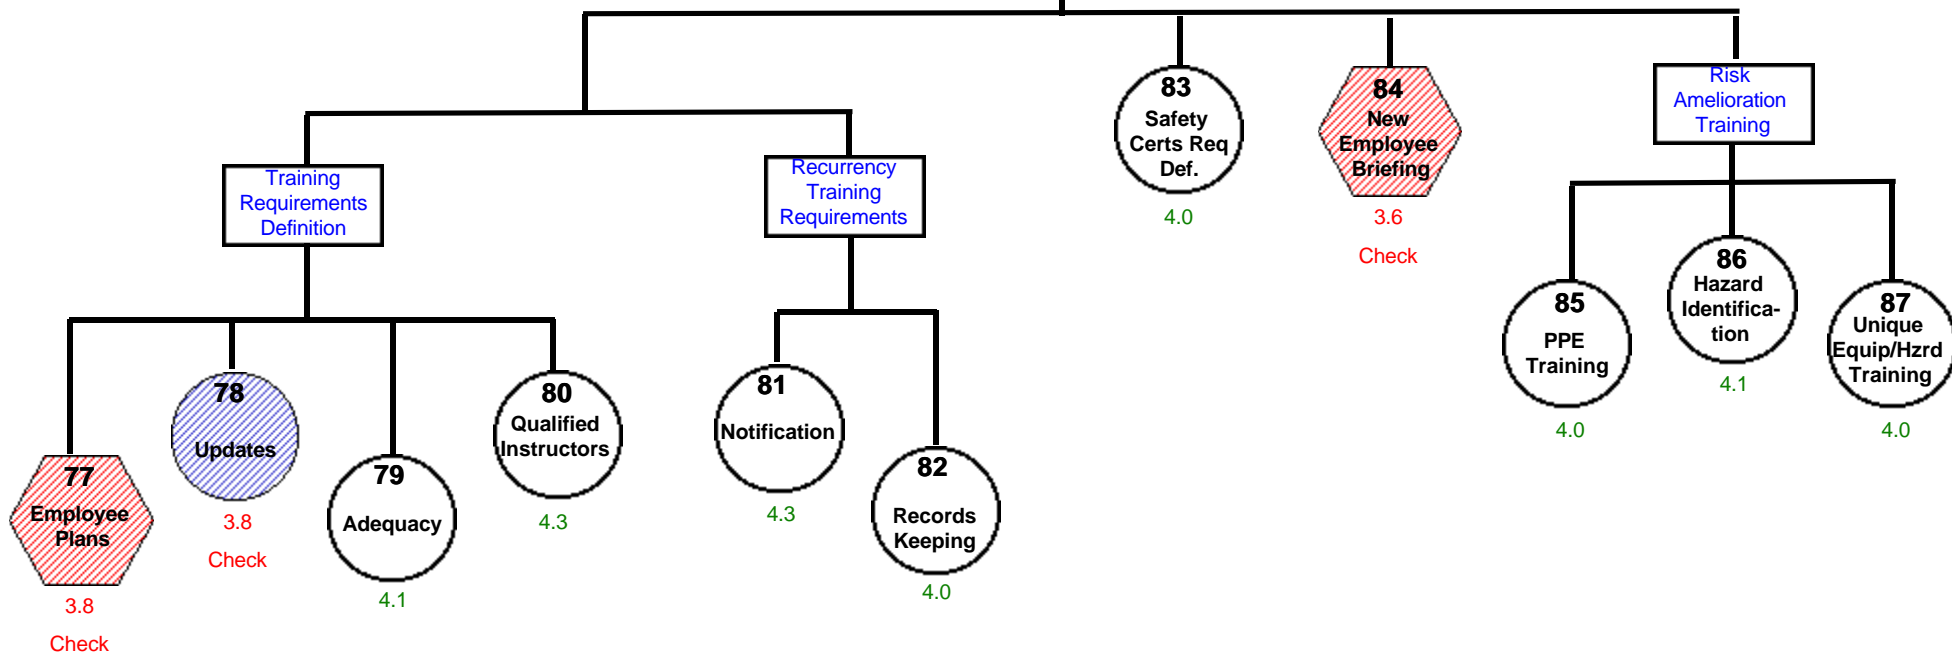 Training
Requirements
Definition
Recurrency
Training
Requirements
83
Safety
Certs Req
Def.
4.0
84
New
Employee
Briefing
3.6
Check
Risk
Amelioration
Training
77
Employee
Plans
3.8
Check
78
Updates
3.8
Check
79
Adequacy
4.1
80
Qualified
Instructors
4.3
81
Notification
4.3
82
Records
Keeping
4.0
85
PPE
Training
4.0
86
Hazard
Identifica-
tion
4.1
87
Unique
Equip/Hzrd
Training
4.0